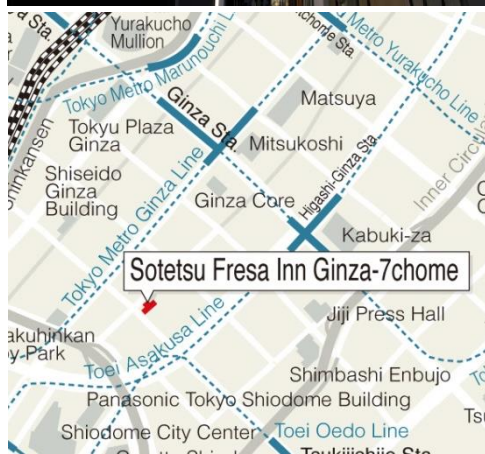 Sta.
Yurakucho
Mullion
Tokyo Metro Marunouchi Line
Tokyo Metro Yurakucho Line
Matsuya
Ginza Sta.
Tokyu Plaza
Ginza
Mitsukoshi
Higashi-Ginza Sta
Shiseido
Ginza
Building
Ginza Core
Tokyo Metro Ginza Line
Kabuki-za
Sotetsu Fresa Inn Ginza-7chome
Jiji Press Hall
Toei Asakusa Line
Shimbashi Enbujo
Panasonic Tokyo Shiodome Building
Shiodome City Center
Toei Oedo Line